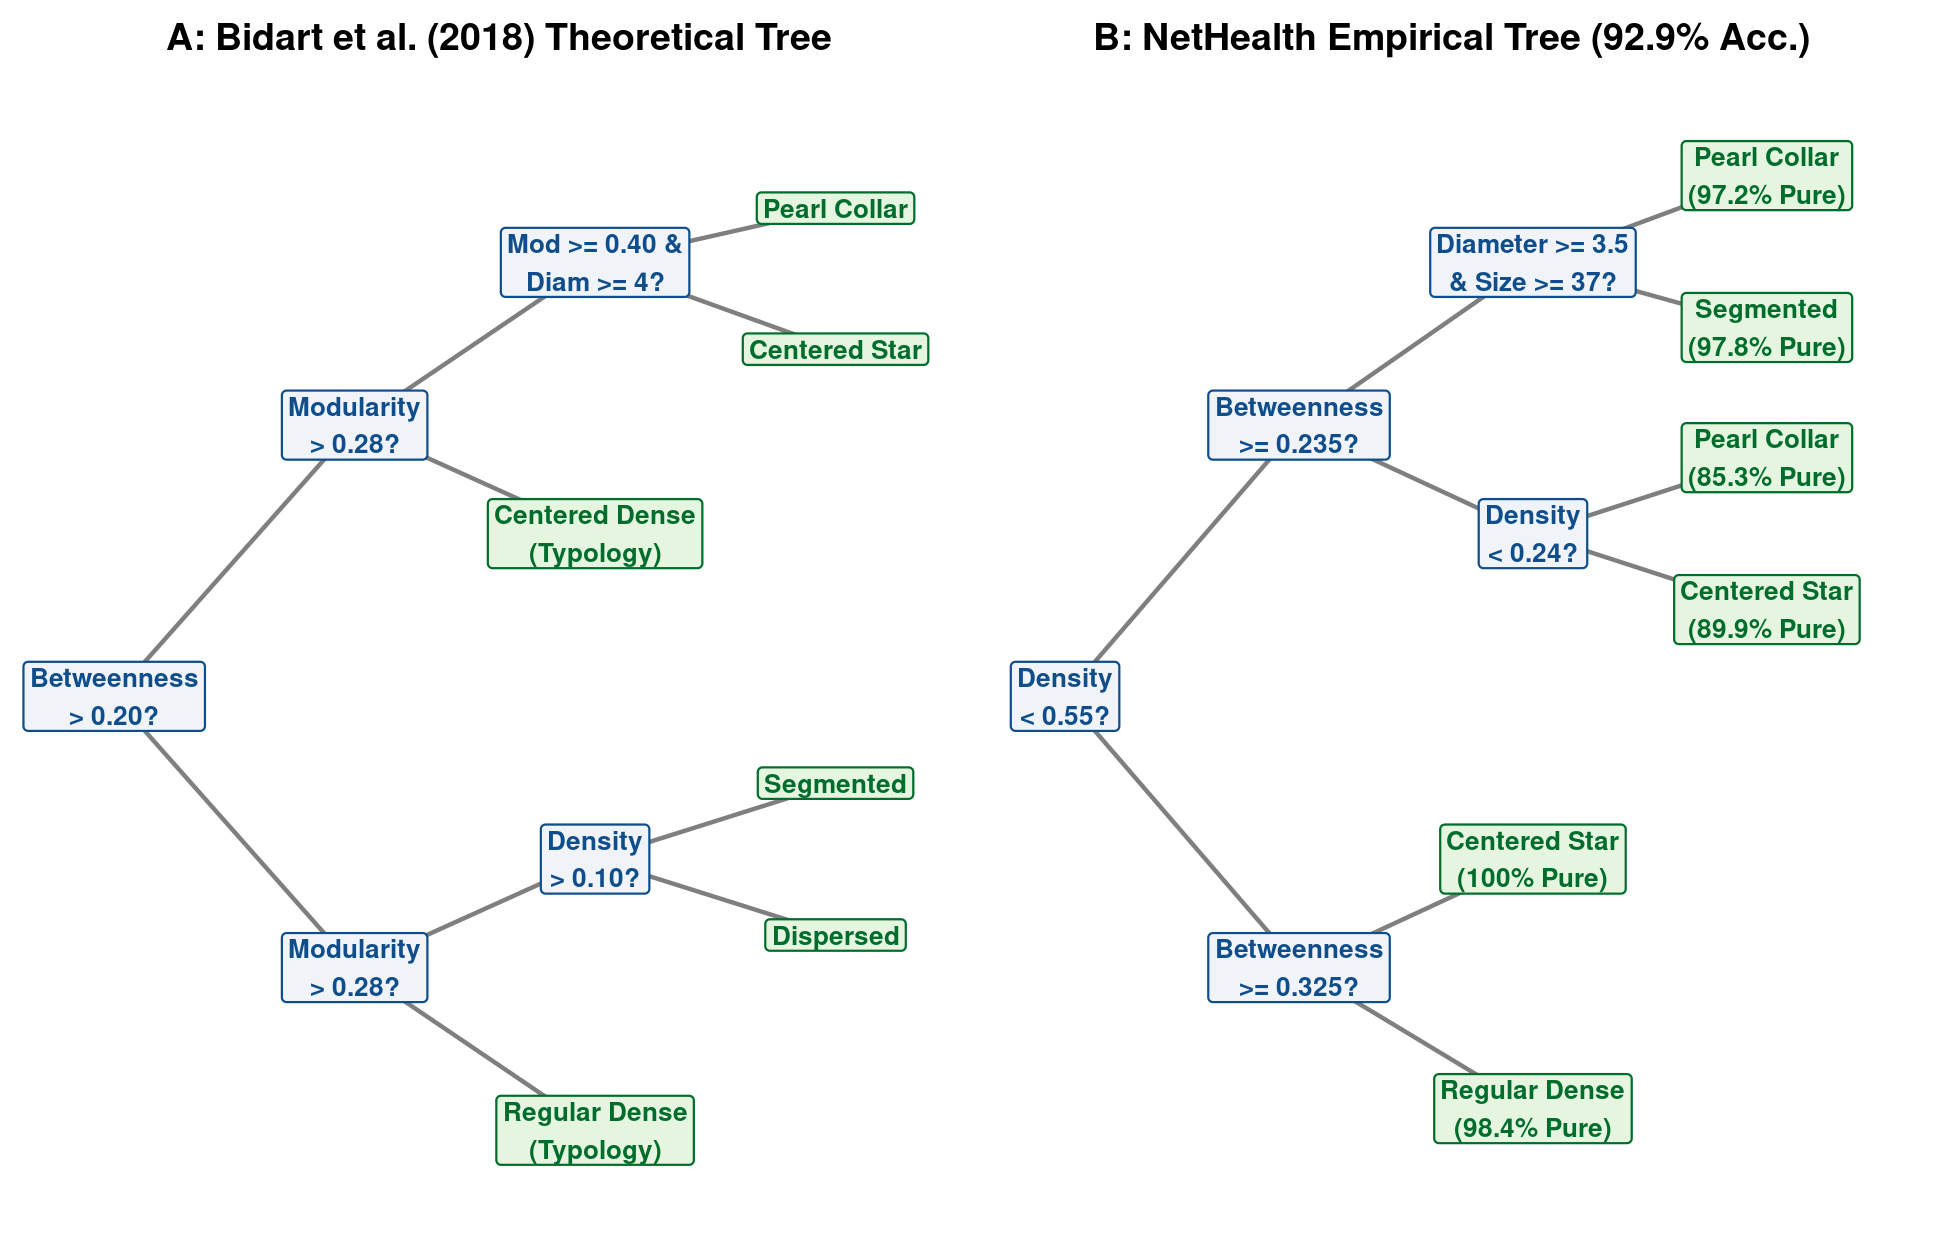 A: Bidart et al. (2018) Theoretical Tree
Pearl Collar
Mod >= 0.40 &
Diam >= 4?
Centered Star
Modularity
> 0.28?
Centered Dense
(Typology)
Betweenness
> 0.20?
Segmented
Density
> 0.10?
Dispersed
Modularity
> 0.28?
Regular Dense
(Typology)
B: NetHealth Empirical Tree (92.9% Acc.)
Pearl Collar
(97.2% Pure)
Diameter >= 3.5
& Size >= 37?
Segmented
(97.8% Pure)
Betweenness
>= 0.235?
Pearl Collar
(85.3% Pure)
Density
< 0.24?
Centered Star
(89.9% Pure)
Density
< 0.55?
Centered Star
(100% Pure)
Betweenness
>= 0.325?
Regular Dense
(98.4% Pure)